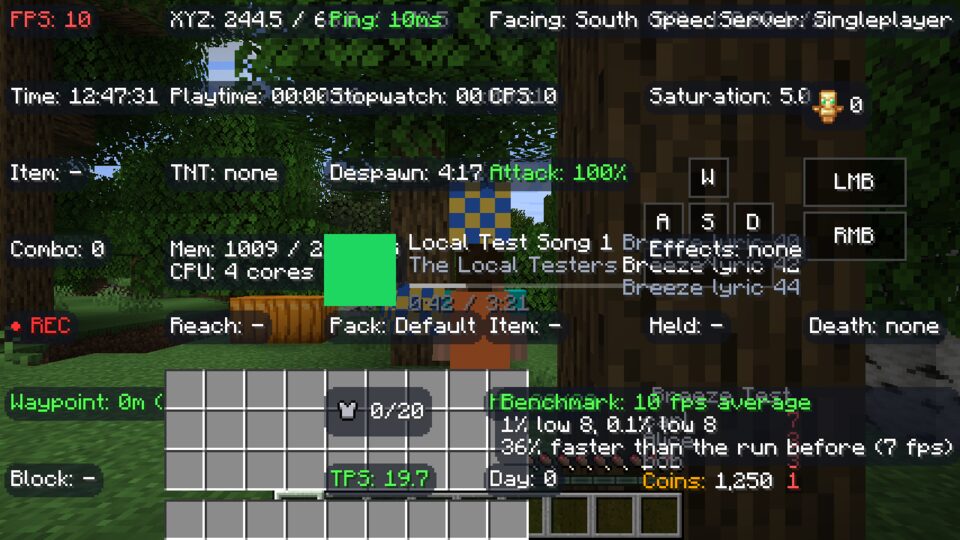 FPS: 10
XYZ: 244.5 / 6
Ping: 10ms
Facing: South
Speed
Server: Singleplayer
Time: 12:47:31
Playtime: 00:00
Stopwatch: 00:00
CPS: 0
Saturation: 5.0
0
Item: -
TNT: none
Despawn: 4:17
Attack: 100%
W
LMB
A
S
D
RMB
Combo: 0
Mem: 1009 / 2
CPU: 4 cores
Local Test Song 1
The Local Testers
0:42 / 3:21
Effects: none
Breeze lyric 44
REC
Reach: -
Pack: Default
Item: -
Held: -
Death: none
Waypoint: 0m (
0/20
Breeze Test
Benchmark: 10 fps average
1% low 8, 0.1% low 8
36% faster than the run before (7 fps)
Block: -
TPS: 19.7
Day: 0
Coins: 1,250
1